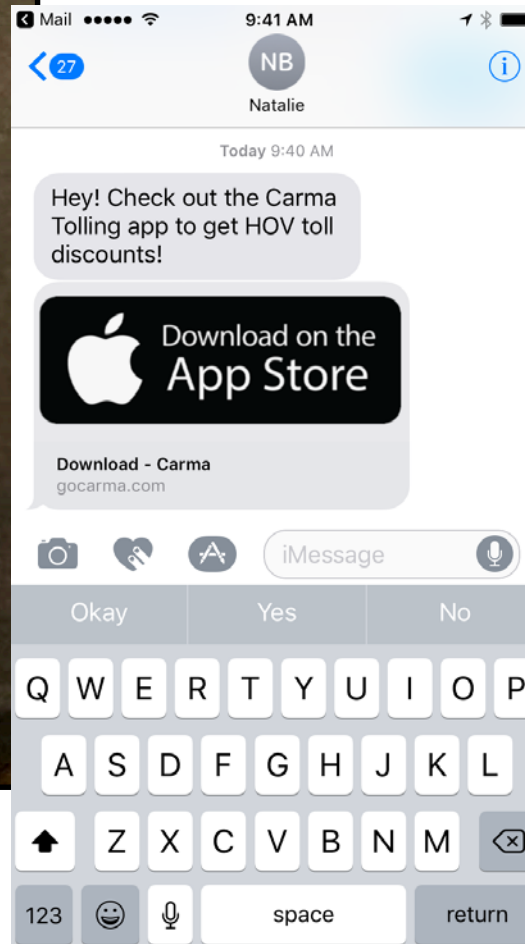 Mail 9:41 AM
27
NB
Natalie
Today 9:40 AM
Hey! Check out the Carma
Tolling app to get HOV toll
discounts!
Download on the
App Store
Download - Carma
gocarma.com
iMessage
Okay Yes No
Q W E R T Y U I O P
A S D F G H J K L
Z X C V B N M
123 space return